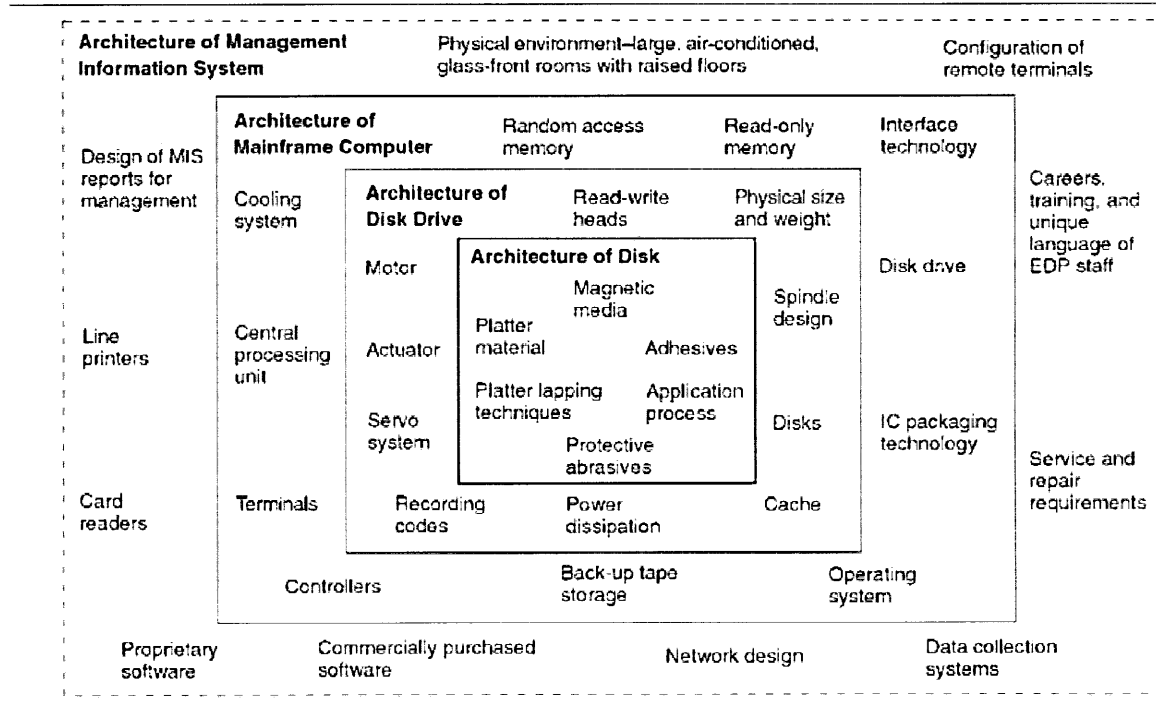 Architecture of Management
Information System
Physical environment–large, air-conditioned,
glass-front rooms with raised floors
Configuration of
remote terminals
Architecture of
Mainframe Computer
Random access
memory
Read-only
memory
Interface
technology
Design of MIS
reports for
management
Cooling
system
Architecture of
Disk Drive
Read-write
heads
Physical size
and weight
Careers,
training, and
unique
language of
EDP staff
Motor
Architecture of Disk
Disk drive
Magnetic
media
Spindle
design
Line
printers
Central
processing
unit
Actuator
Platter
material
Adhesives
Platter lapping
techniques
Application
process
Servo
system
Disks
IC packaging
technology
Protective
abrasives
Service and
repair
requirements
Card
readers
Terminals
Recording
codes
Power
dissipation
Cache
Controllers
Back-up tape
storage
Operating
system
Proprietary
software
Commercially purchased
software
Network design
Data collection
systems